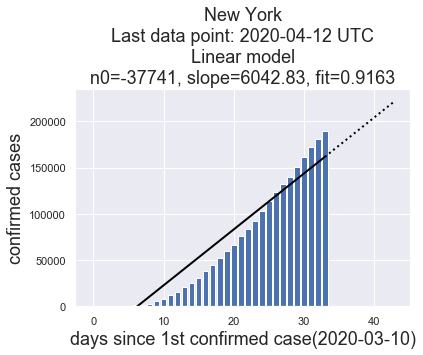 New York
Last data point: 2020-04-12 UTC
Linear model
n0=-37741, slope=6042.83, fit=0.9163
confirmed cases
200000
150000
100000
50000
0
0 10 20 30 40
days since 1st confirmed case(2020-03-10)